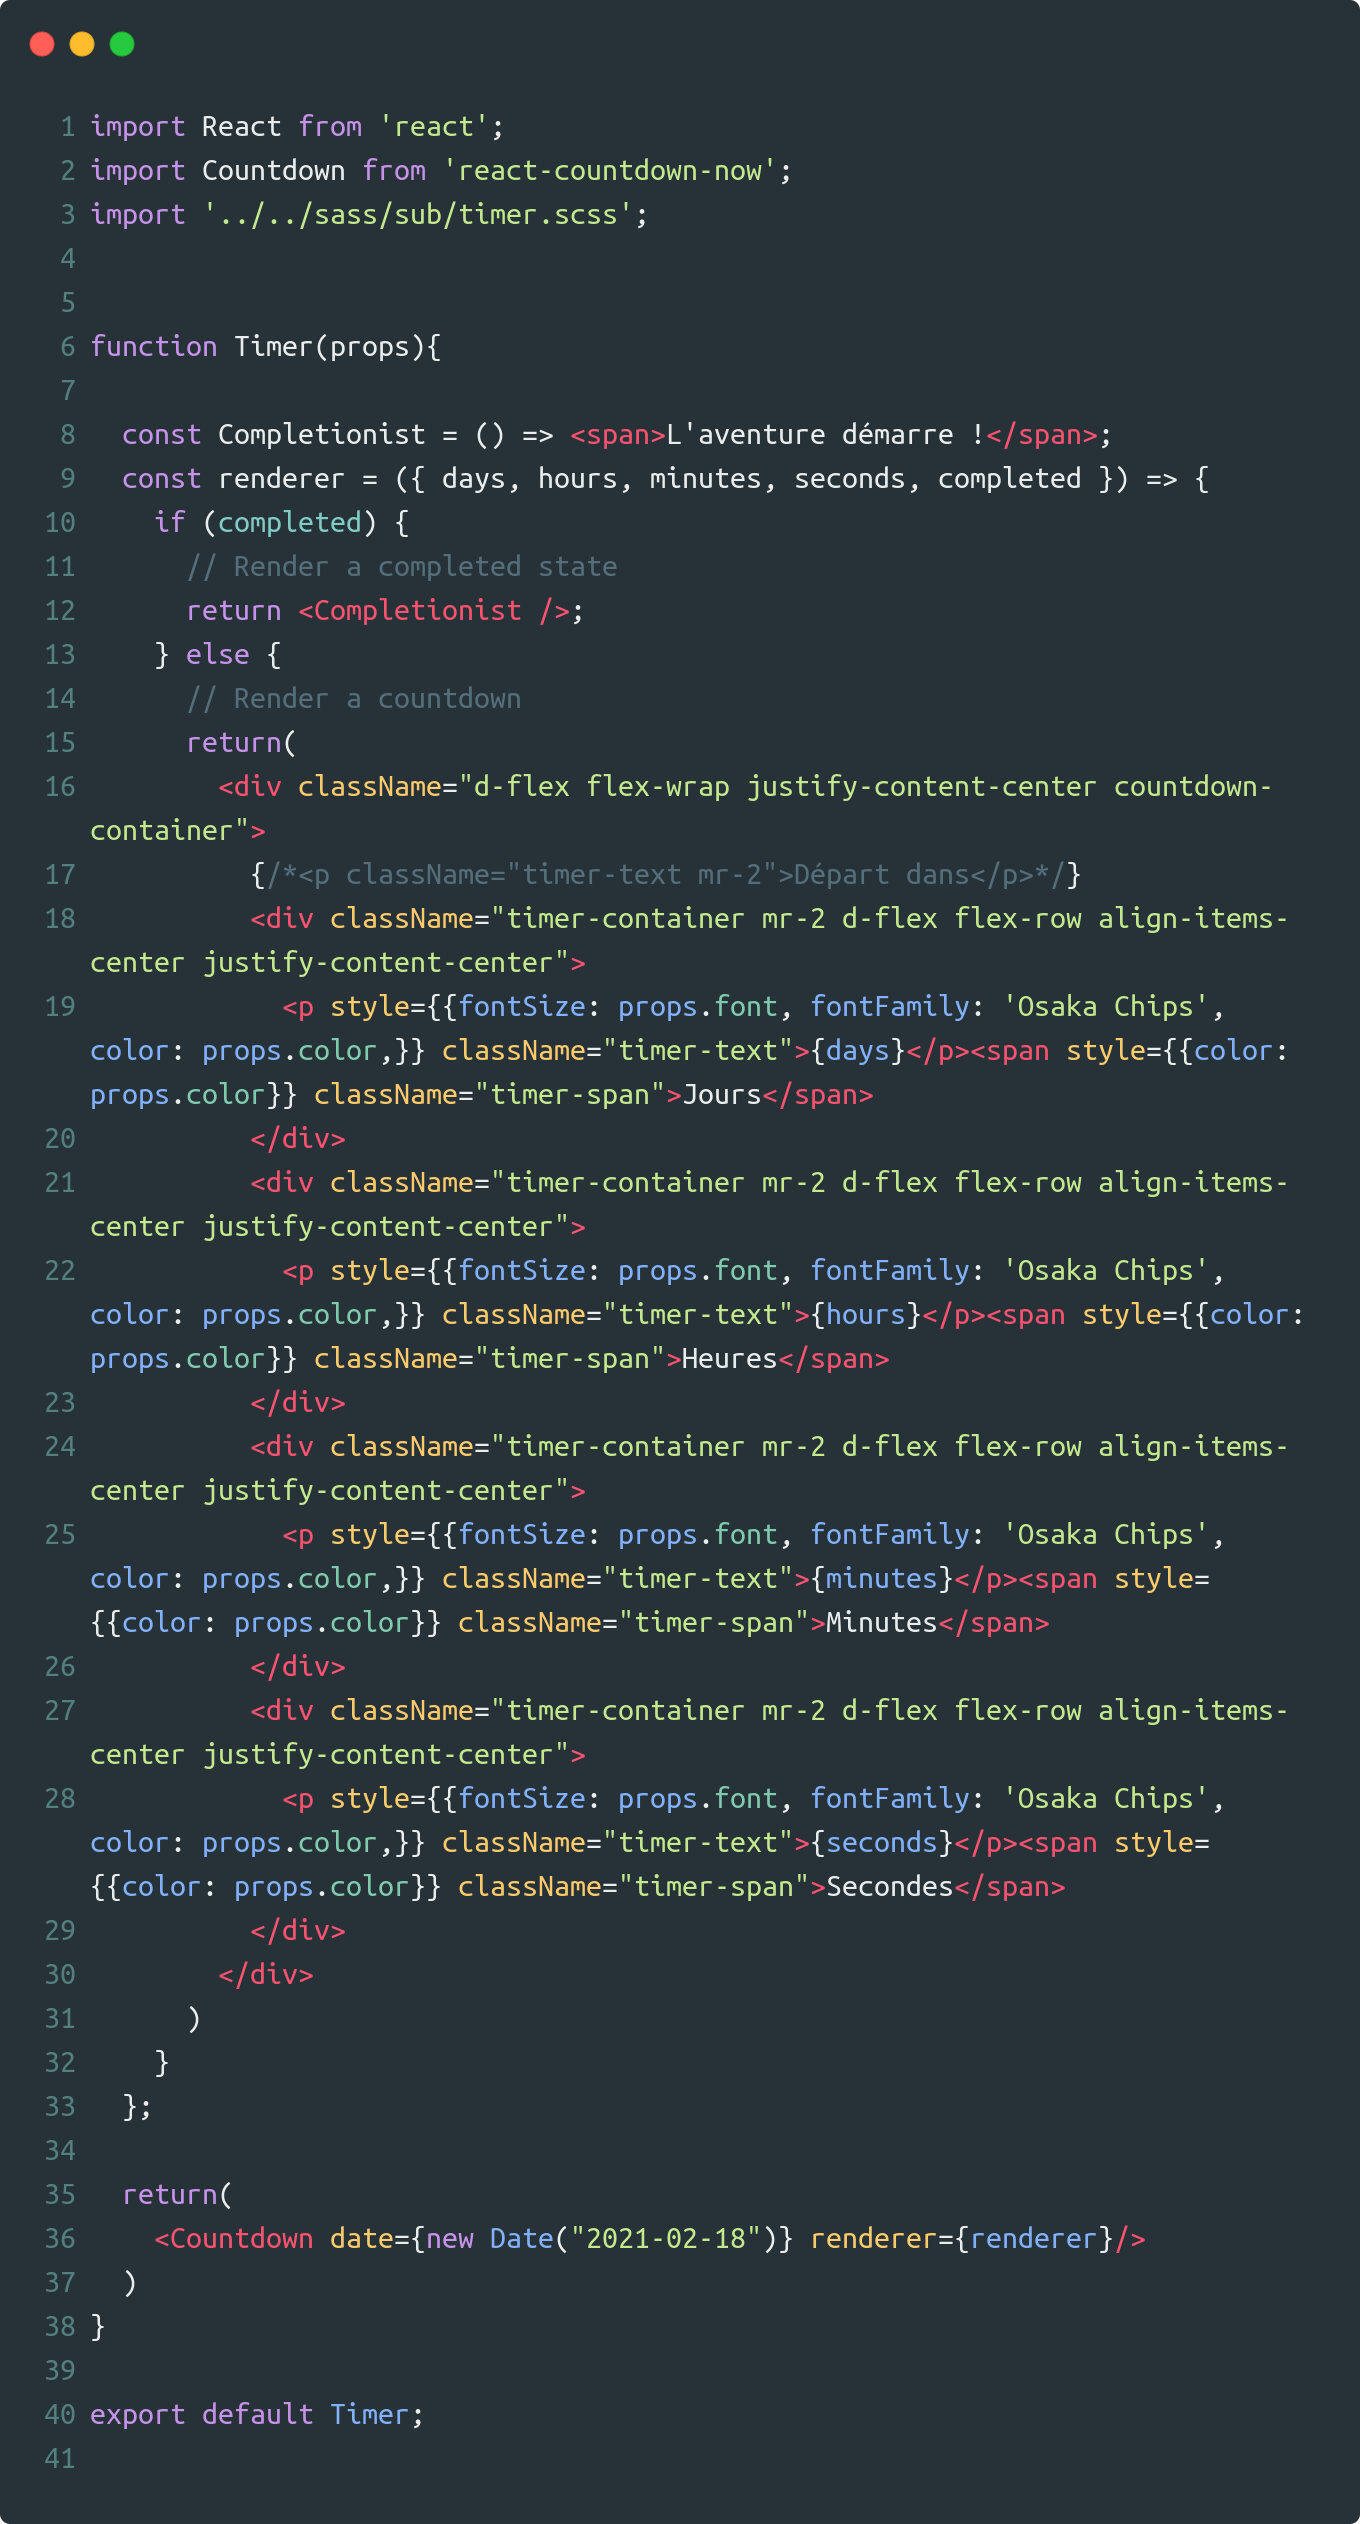 1 import React from 'react';
2 import Countdown from 'react-countdown-now';
3 import '../../sass/sub/timer.scss';
4
5
6 function Timer(props){
7
8   const Completionist = () => <span>L'aventure démarre !</span>;
9   const renderer = ({ days, hours, minutes, seconds, completed }) => {
10     if (completed) {
11       // Render a completed state
12       return <Completionist />;
13     } else {
14       // Render a countdown
15       return(
16         <div className="d-flex flex-wrap justify-content-center countdown-
container">
17           {/*<p className="timer-text mr-2">Départ dans</p>*/}
18           <div className="timer-container mr-2 d-flex flex-row align-items-
center justify-content-center">
19             <p style={{fontSize: props.font, fontFamily: 'Osaka Chips',
color: props.color,}} className="timer-text">{days}</p><span style={{color:
props.color}} className="timer-span">Jours</span>
20           </div>
21           <div className="timer-container mr-2 d-flex flex-row align-items-
center justify-content-center">
22             <p style={{fontSize: props.font, fontFamily: 'Osaka Chips',
color: props.color,}} className="timer-text">{hours}</p><span style={{color:
props.color}} className="timer-span">Heures</span>
23           </div>
24           <div className="timer-container mr-2 d-flex flex-row align-items-
center justify-content-center">
25             <p style={{fontSize: props.font, fontFamily: 'Osaka Chips',
color: props.color,}} className="timer-text">{minutes}</p><span style=
{{color: props.color}} className="timer-span">Minutes</span>
26           </div>
27           <div className="timer-container mr-2 d-flex flex-row align-items-
center justify-content-center">
28             <p style={{fontSize: props.font, fontFamily: 'Osaka Chips',
color: props.color,}} className="timer-text">{seconds}</p><span style=
{{color: props.color}} className="timer-span">Secondes</span>
29           </div>
30         </div>
31       )
32     }
33   };
34
35   return(
36     <Countdown date={new Date("2021-02-18")} renderer={renderer}/>
37   )
38 }
39
40 export default Timer;
41